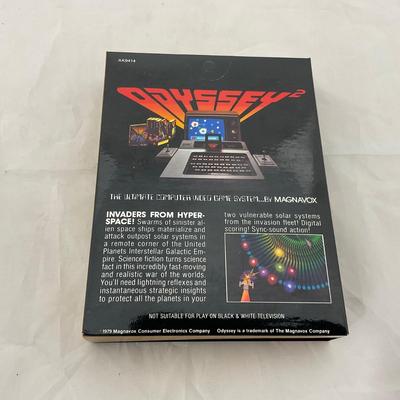 AK9414
ODYSSEY²
THE ULTIMATE COMPUTER VIDEO GAME SYSTEM...BY MAGNAVOX
INVADERS FROM HYPER-
SPACE! Swarms of sinister al-
ien space ships materialize and
attack outpost solar systems in
a remote corner of the United
Planets Interstellar Galactic Em-
pire. Science fiction turns science
fact in this incredibly fast-moving
and realistic war of the worlds.
You'll need lightning reflexes and
instantaneous strategic insights
to protect all the planets in your
two vulnerable solar systems
from the invasion fleet! Digital
scoring! Sync-sound action!
NOT SUITABLE FOR PLAY ON BLACK & WHITE TELEVISION
1979 Magnavox Consumer Electronics Company
Odyssey is a trademark of The Magnavox Company